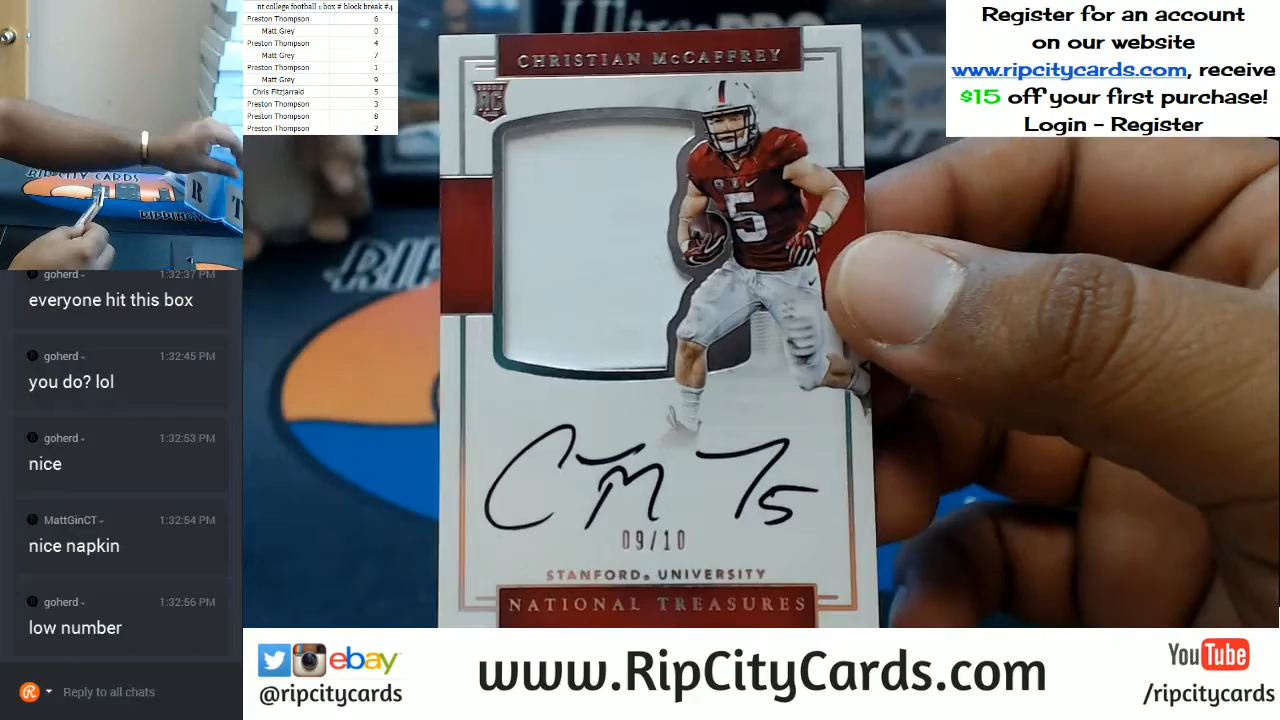 nt college football 1 box # block break #4
Preston Thompson 6
Matt Grey 0
Preston Thompson 4
Matt Grey 7
Preston Thompson 1
Matt Grey 9
Chris Fitzjarrald 5
Preston Thompson 3
Preston Thompson 8
Preston Thompson 2
RIP CITY CARDS
R
T
goherd 1:32:37 PM
everyone hit this box
goherd 1:32:45 PM
you do? lol
goherd 1:32:53 PM
nice
MattGinCT 1:32:54 PM
nice napkin
goherd 1:32:56 PM
low number
Reply to all chats
CHRISTIAN McCAFFREY
RC
5
09/10
STANFORD® UNIVERSITY
NATIONAL TREASURES
RIP
Register for an account
on our website
www.ripcitycards.com, receive
$15 off your first purchase!
Login - Register
ebay
@ripcitycards
www.RipCityCards.com
YouTube
/ripcitycards